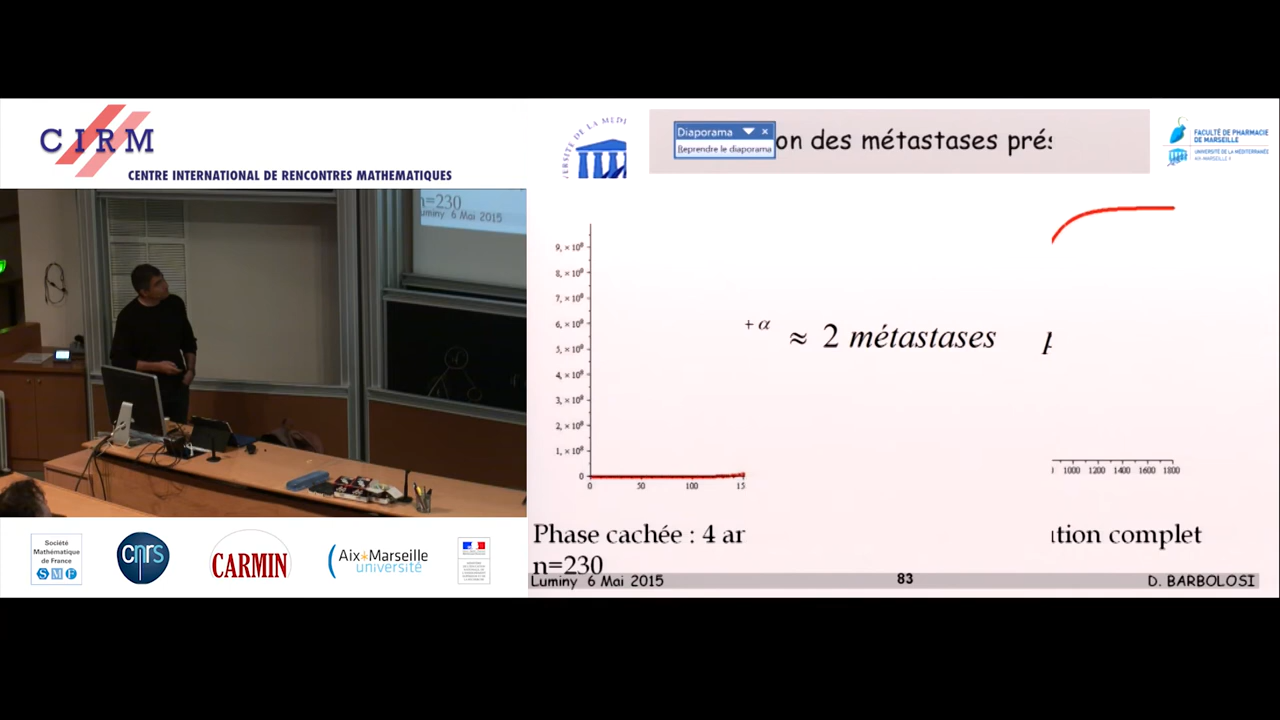 CIRM
CENTRE INTERNATIONAL DE RENCONTRES MATHEMATIQUES
n=230
Luminy 6 Mai 2015
Société
Mathématique
de France
SMF
cnrs
CARMIN
Aix*Marseille
université
Diaporama
Reprendre le diaporama
on des métastases prés
FACULTÉ DE PHARMACIE
DE MARSEILLE
UNIVERSITÉ DE LA MÉDITERRANÉE
AIX-MARSEILLE II
9, × 10⁸
8, × 10⁸
7, × 10⁸
6, × 10⁸
5, × 10⁸
4, × 10⁸
3, × 10⁸
2, × 10⁸
1, × 10⁸
0
0 50 100 15
+ α ≈ 2 métastases p
1000 1200 1400 1600 1800
Phase cachée : 4 an
tion complet
n=230
Luminy 6 Mai 2015 83 D. BARBOLOSI